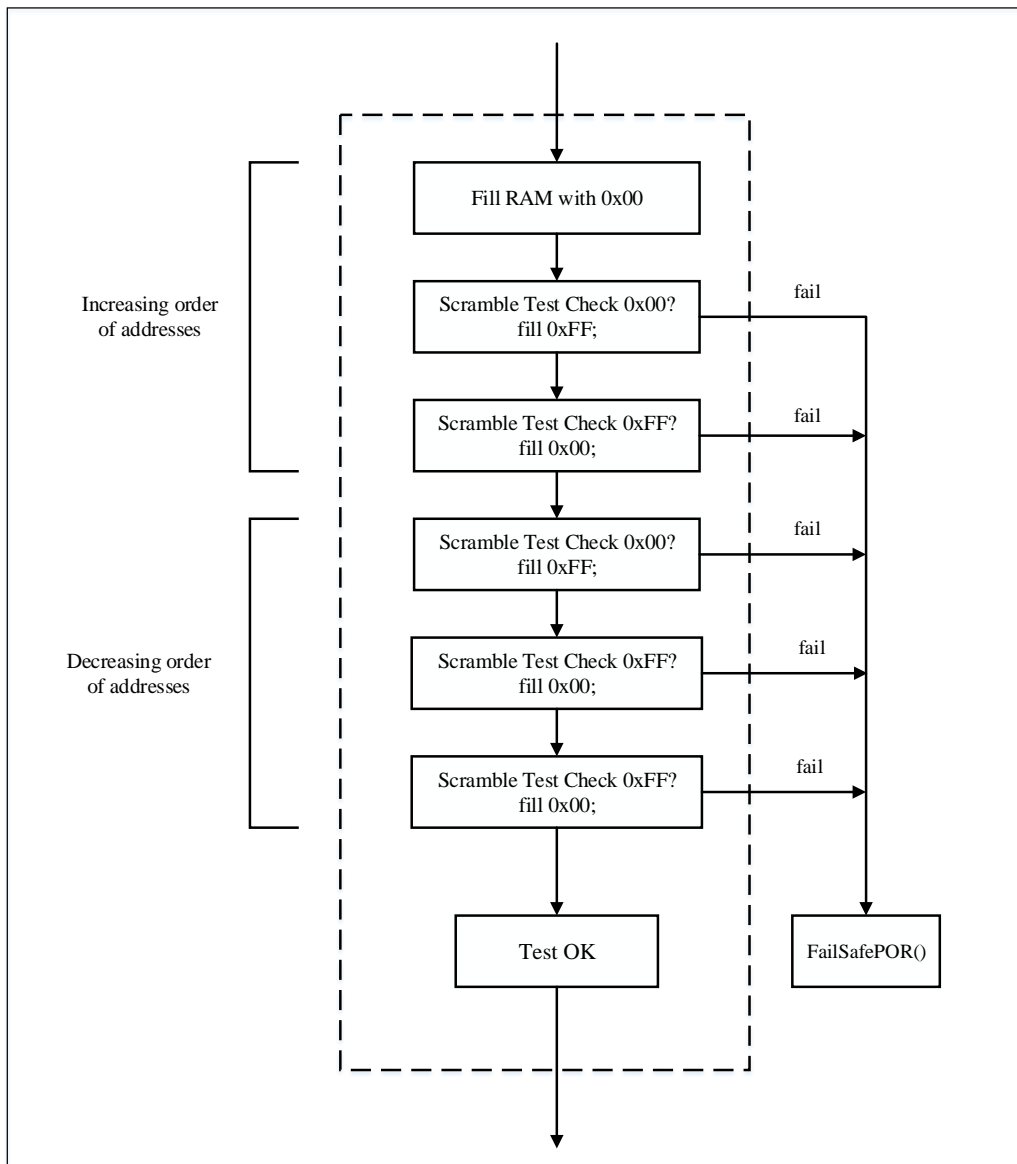 Fill RAM with 0x00
Increasing order
of addresses
Scramble Test Check 0x00?
fill 0xFF;
fail
Scramble Test Check 0xFF?
fill 0x00;
fail
Decreasing order
of addresses
Scramble Test Check 0x00?
fill 0xFF;
fail
Scramble Test Check 0xFF?
fill 0x00;
fail
Scramble Test Check 0xFF?
fill 0x00;
fail
Test OK
FailSafePOR()